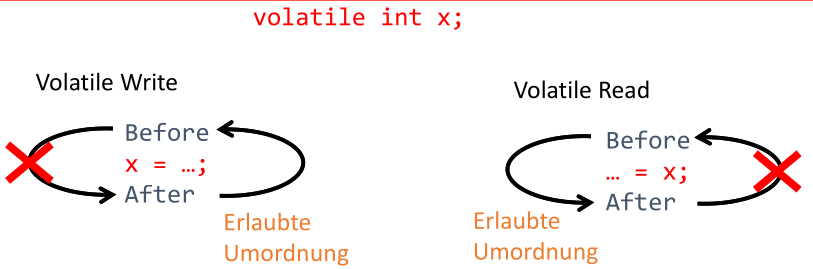 volatile int x;
Volatile Write
Before
x = …;
After
Erlaubte
Umordnung
Volatile Read
Before
… = x;
After
Erlaubte
Umordnung